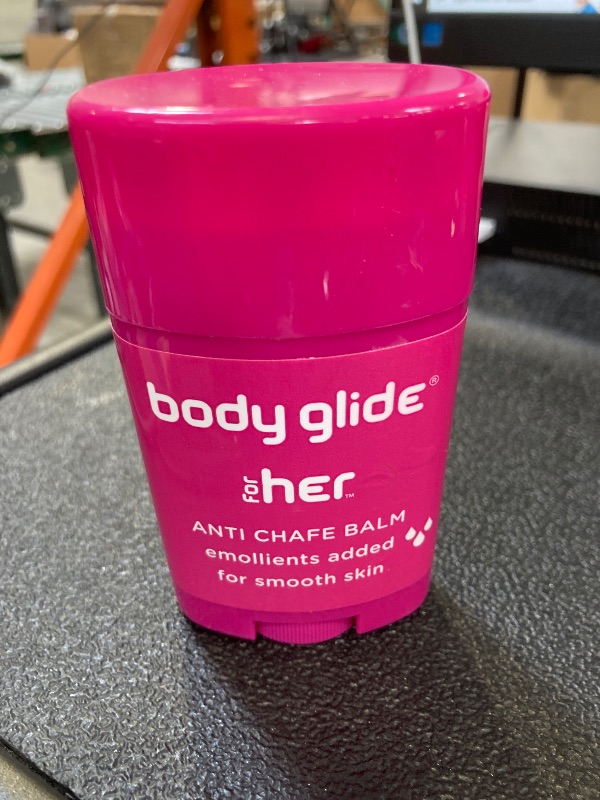 body glide®
For her™
ANTI CHAFE BALM
emollients added
for smooth skin